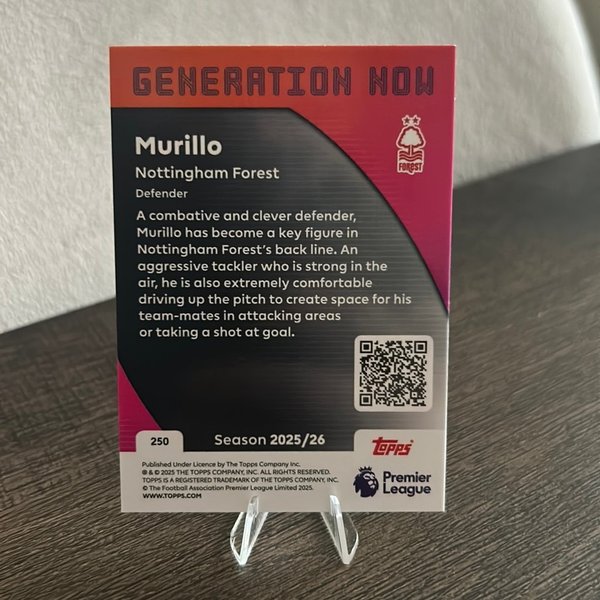 GENERATION NOW
Murillo
Nottingham Forest
Defender
FOREST
A combative and clever defender,
Murillo has become a key figure in
Nottingham Forest's back line. An
aggressive tackler who is strong in the
air, he is also extremely comfortable
driving up the pitch to create space for his
team-mates in attacking areas
or taking a shot at goal.
250
Season 2025/26
Topps
Published Under Licence by The Topps Company Inc.
® & © 2025 THE TOPPS COMPANY, INC. ALL RIGHTS RESERVED.
TOPPS IS A REGISTERED TRADEMARK OF THE TOPPS COMPANY, INC.
© The Football Association Premier League Limited 2025.
WWW.TOPPS.COM
Premier
League